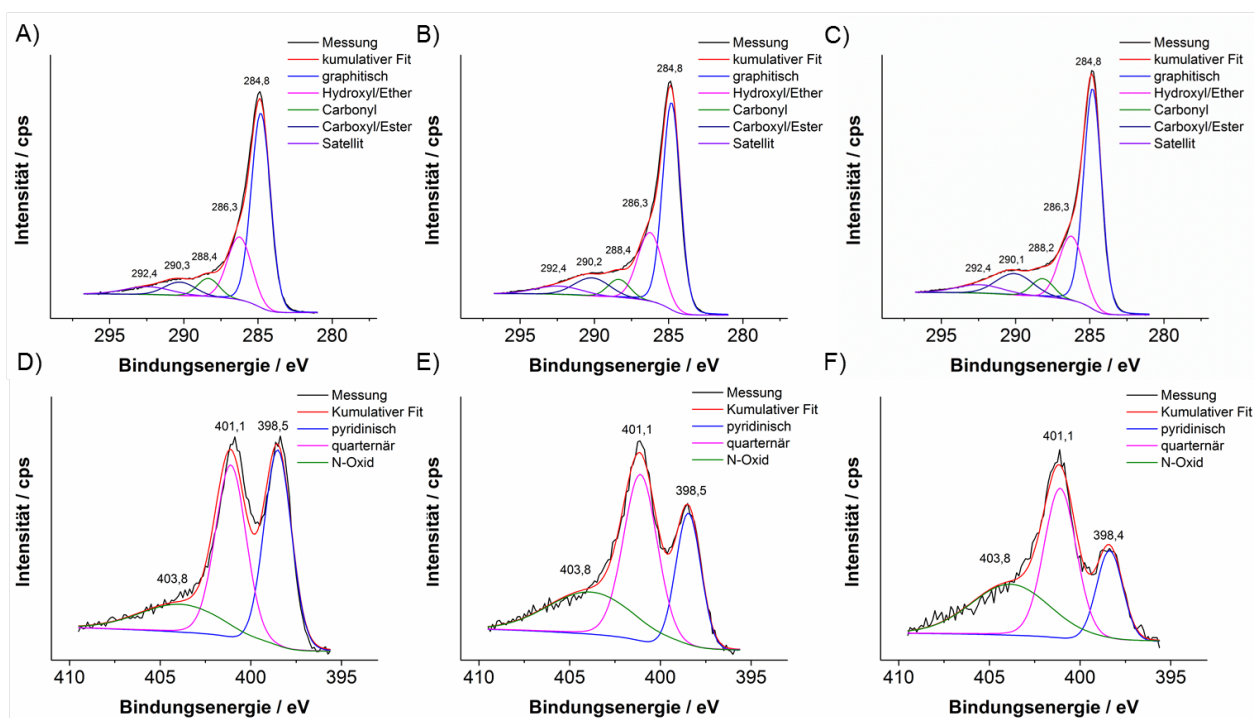 A)
Intensität / cps
284,8
286,3
288,4
290,3
292,4
Messung
kumulativer Fit
graphitisch
Hydroxyl/Ether
Carbonyl
Carboxyl/Ester
Satellit
295 290 285 280
Bindungsenergie / eV
B)
Intensität / cps
284,8
286,3
288,4
290,2
292,4
Messung
kumulativer Fit
graphitisch
Hydroxyl/Ether
Carbonyl
Carboxyl/Ester
Satellit
295 290 285 280
Bindungsenergie / eV
C)
Intensität / cps
284,8
286,3
288,2
290,1
292,4
Messung
kumulativer Fit
graphitisch
Hydroxyl/Ether
Carbonyl
Carboxyl/Ester
Satellit
295 290 285 280
Bindungsenergie / eV
D)
Intensität / cps
401,1
398,5
403,8
Messung
Kumulativer Fit
pyridinisch
quarternär
N-Oxid
410 405 400 395
Bindungsenergie / eV
E)
Intensität / cps
401,1
398,5
403,8
Messung
Kumulativer Fit
pyridinisch
quarternär
N-Oxid
410 405 400 395
Bindungsenergie / eV
F)
Intensität / cps
401,1
398,4
403,8
Messung
Kumulativer Fit
pyridinisch
quarternär
N-Oxid
410 405 400 395
Bindungsenergie / eV